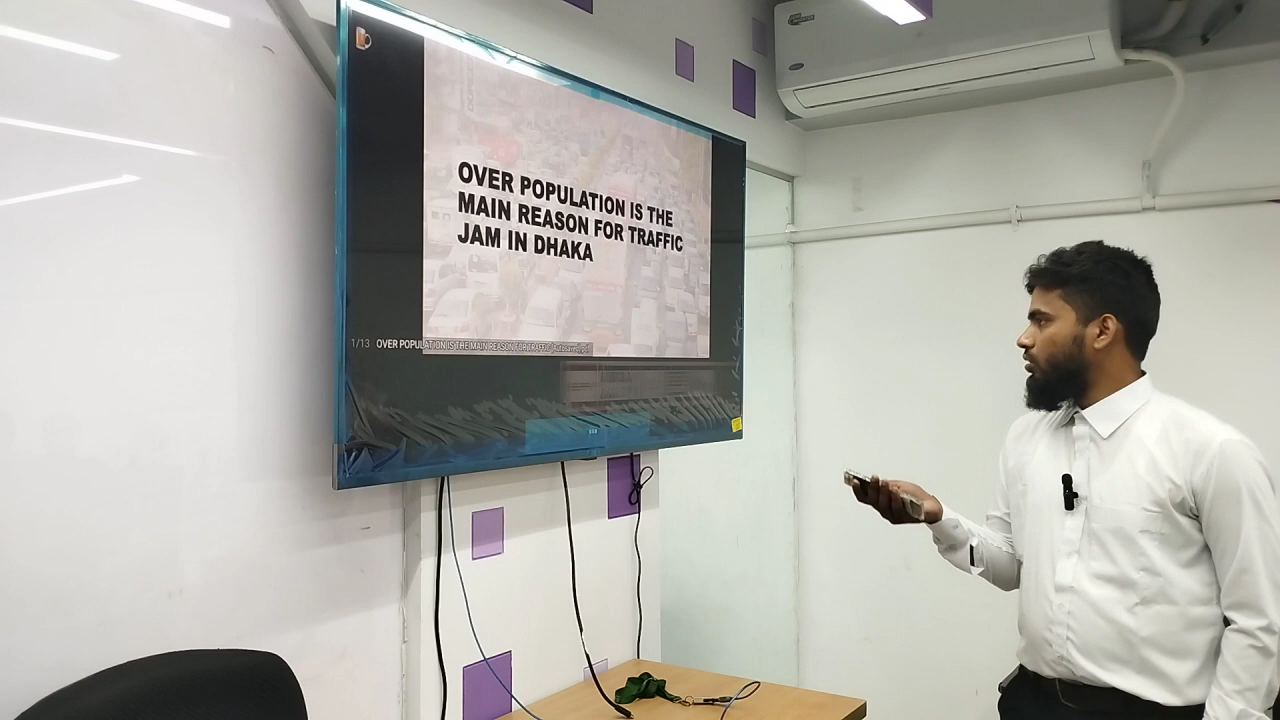 OVER POPULATION IS THE
MAIN REASON FOR TRAFFIC
JAM IN DHAKA
1/13 OVER POPULATION IS THE MAIN REASON FOR TRAFFIC